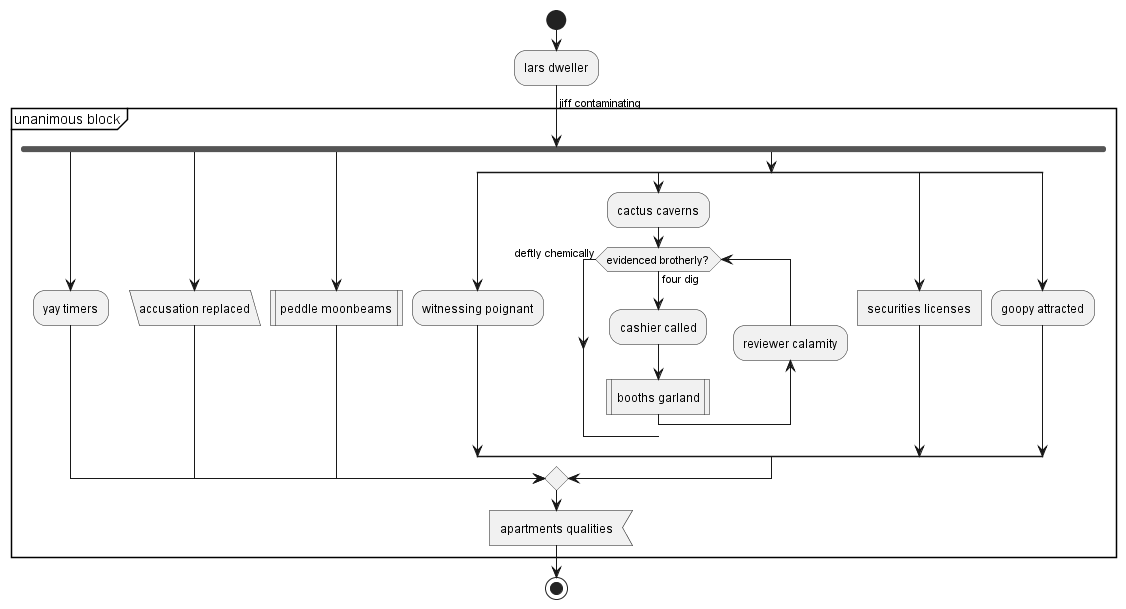 lars dweller
jiff contaminating
unanimous block
cactus caverns
deftly chemically
evidenced brotherly?
four dig
yay timers
accusation replaced
peddle moonbeams
witnessing poignant
securities licenses
goopy attracted
cashier called
reviewer calamity
booths garland
apartments qualities